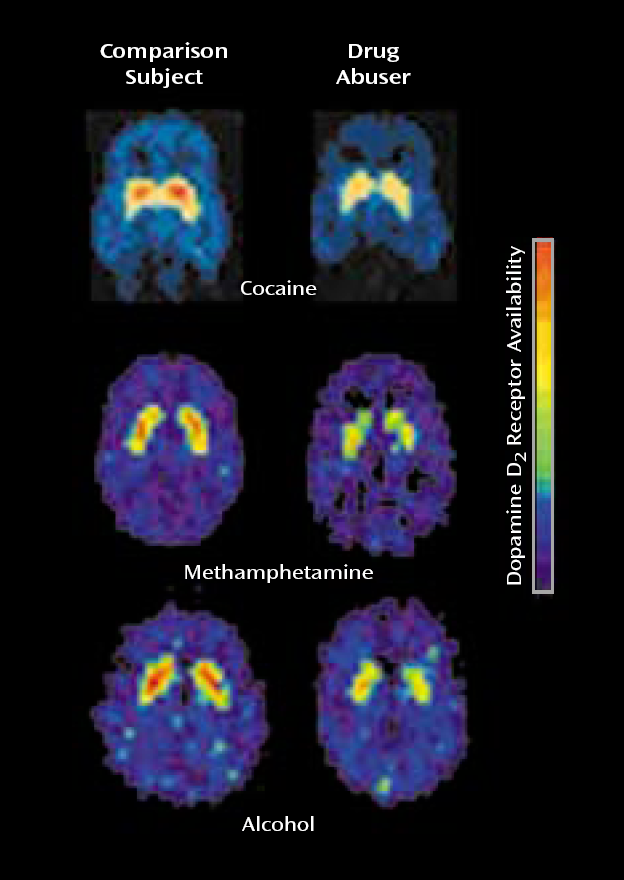 Comparison
Subject
Drug
Abuser
Cocaine
Dopamine D₂ Receptor Availability
Methamphetamine
Alcohol